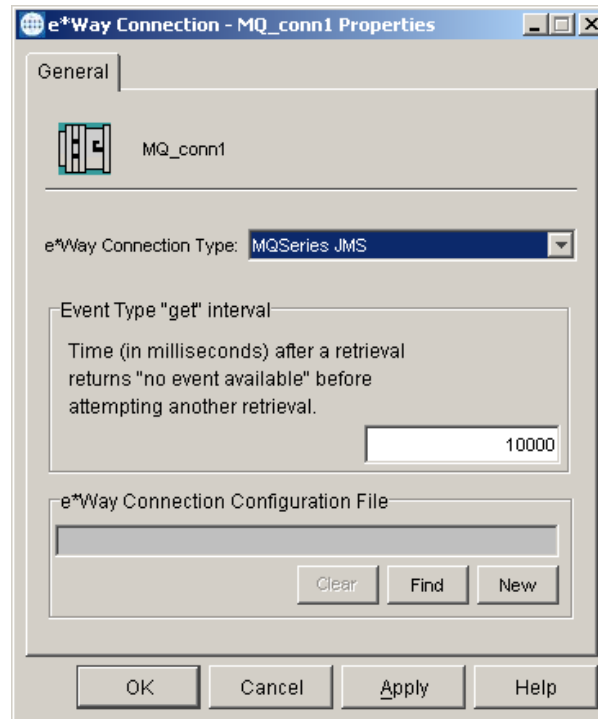 e*Way Connection - MQ_conn1 Properties
General
MQ_conn1
e*Way Connection Type: MQSeries JMS
Event Type "get" interval
Time (in milliseconds) after a retrieval
returns "no event available" before
attempting another retrieval.
10000
e*Way Connection Configuration File
Clear Find New
OK Cancel Apply Help